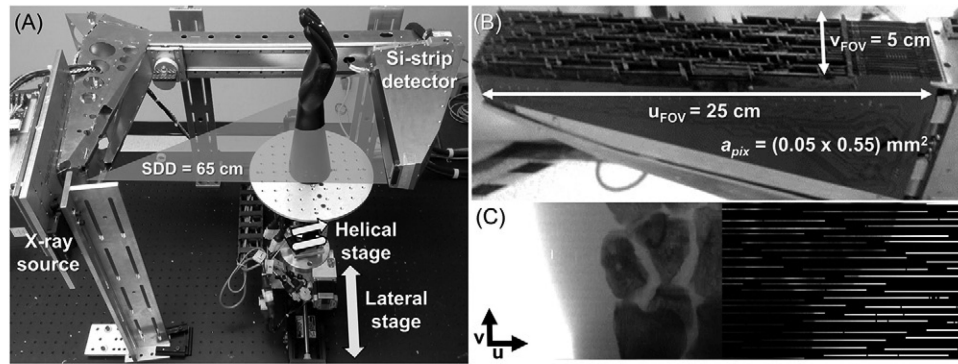 (A)
Si-strip
detector
SDD = 65 cm
X-ray
source
Helical
stage
Lateral
stage
(B)
vFOV = 5 cm
uFOV = 25 cm
apix = (0.05 x 0.55) mm2
(C)
v
u